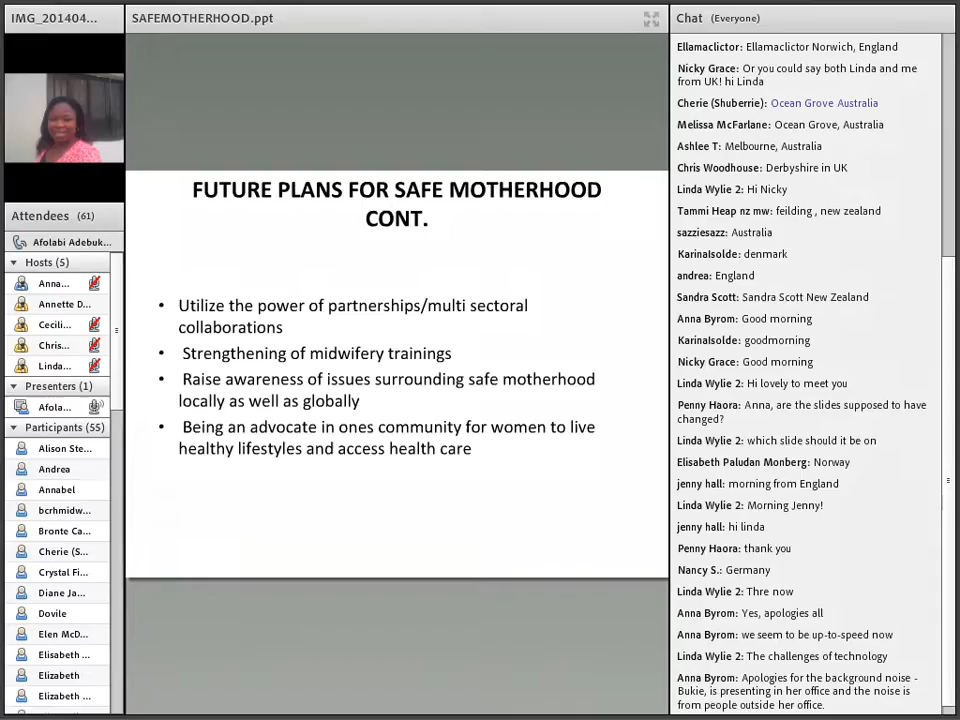 IMG_201404...
Attendees (61)
Afolabi Adebuk...
Hosts (5)
Anna...
Annette D...
Cecili...
Chris...
Linda...
Presenters (1)
Afola...
Participants (55)
Alison Ste...
Andrea
Annabel
bcrhmidw...
Bronte Ca...
Cherie (S...
Crystal Fi...
Diane Ja...
Dovile
Elen McD...
Elisabeth ...
Elizabeth
Elizabeth ...
SAFEMOTHERHOOD.ppt
FUTURE PLANS FOR SAFE MOTHERHOOD
CONT.
• Utilize the power of partnerships/multi sectoral
collaborations
• Strengthening of midwifery trainings
• Raise awareness of issues surrounding safe motherhood
locally as well as globally
• Being an advocate in ones community for women to live
healthy lifestyles and access health care
Chat (Everyone)
Ellamaclictor: Ellamaclictor Norwich, England
Nicky Grace: Or you could say both Linda and me
from UK! hi Linda
Cherie (Shuberrie): Ocean Grove Australia
Melissa McFarlane: Ocean Grove, Australia
Ashlee T: Melbourne, Australia
Chris Woodhouse: Derbyshire in UK
Linda Wylie 2: Hi Nicky
Tammi Heap nz mw: feilding , new zealand
sazziesazz: Australia
KarinaIsolde: denmark
andrea: England
Sandra Scott: Sandra Scott New Zealand
Anna Byrom: Good morning
KarinaIsolde: goodmorning
Nicky Grace: Good morning
Linda Wylie 2: Hi lovely to meet you
Penny Haora: Anna, are the slides supposed to have
changed?
Linda Wylie 2: which slide should it be on
Elisabeth Paludan Monberg: Norway
jenny hall: morning from England
Linda Wylie 2: Morning Jenny!
jenny hall: hi linda
Penny Haora: thank you
Nancy S.: Germany
Linda Wylie 2: Thre now
Anna Byrom: Yes, apologies all
Anna Byrom: we seem to be up-to-speed now
Linda Wylie 2: The challenges of technology
Anna Byrom: Apologies for the background noise -
Bukie, is presenting in her office and the noise is
from people outside her office.